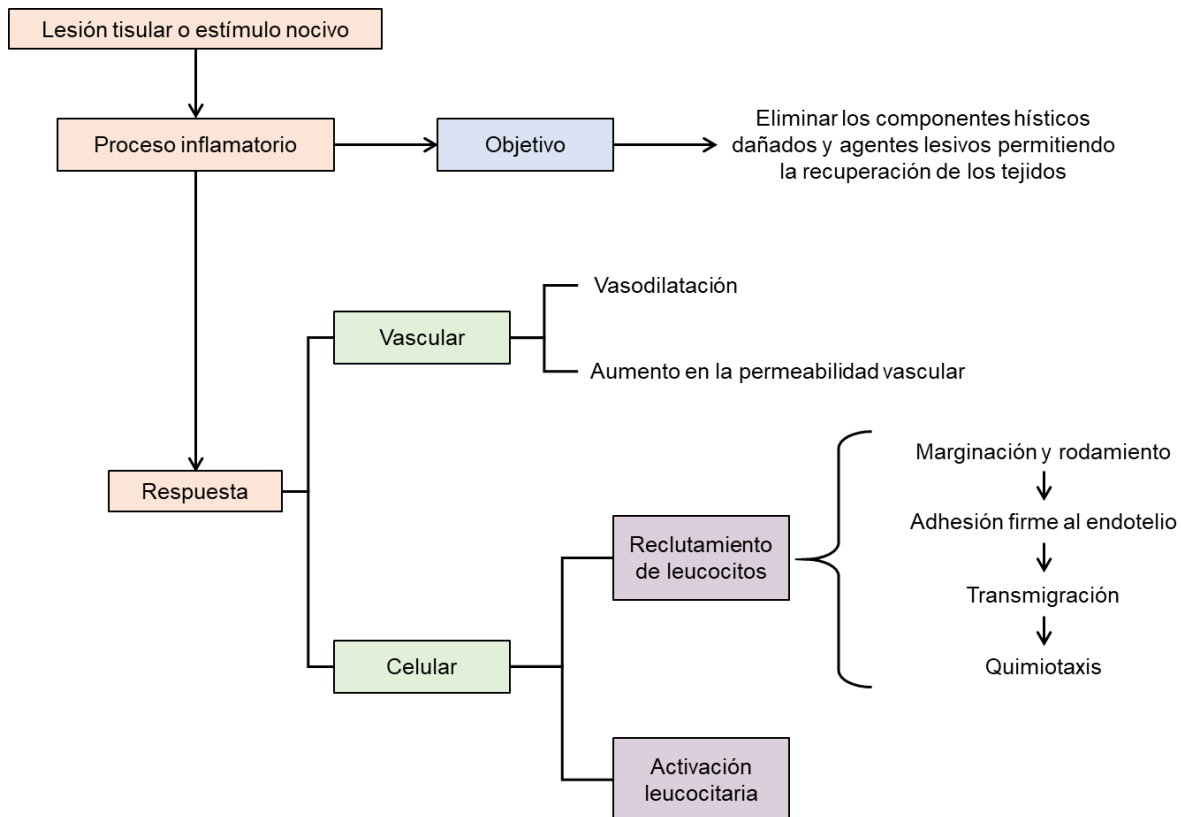 Lesión tisular o estímulo nocivo
Proceso inflamatorio
Objetivo
Eliminar los componentes hísticos
dañados y agentes lesivos permitiendo
la recuperación de los tejidos
Respuesta
Vascular
Vasodilatación
Aumento en la permeabilidad vascular
Celular
Reclutamiento
de leucocitos
Marginación y rodamiento
Adhesión firme al endotelio
Transmigración
Quimiotaxis
Activación
leucocitaria